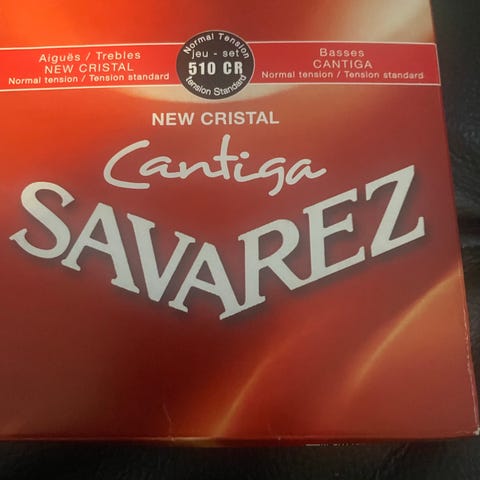 Aiguës / Trebles
NEW CRISTAL
Normal tension / Tension standard
Normal Tension
jeu - set
510 CR
tension Standard
Basses
CANTIGA
Normal tension / Tension standard
NEW CRISTAL
Cantiga
SAVAREZ